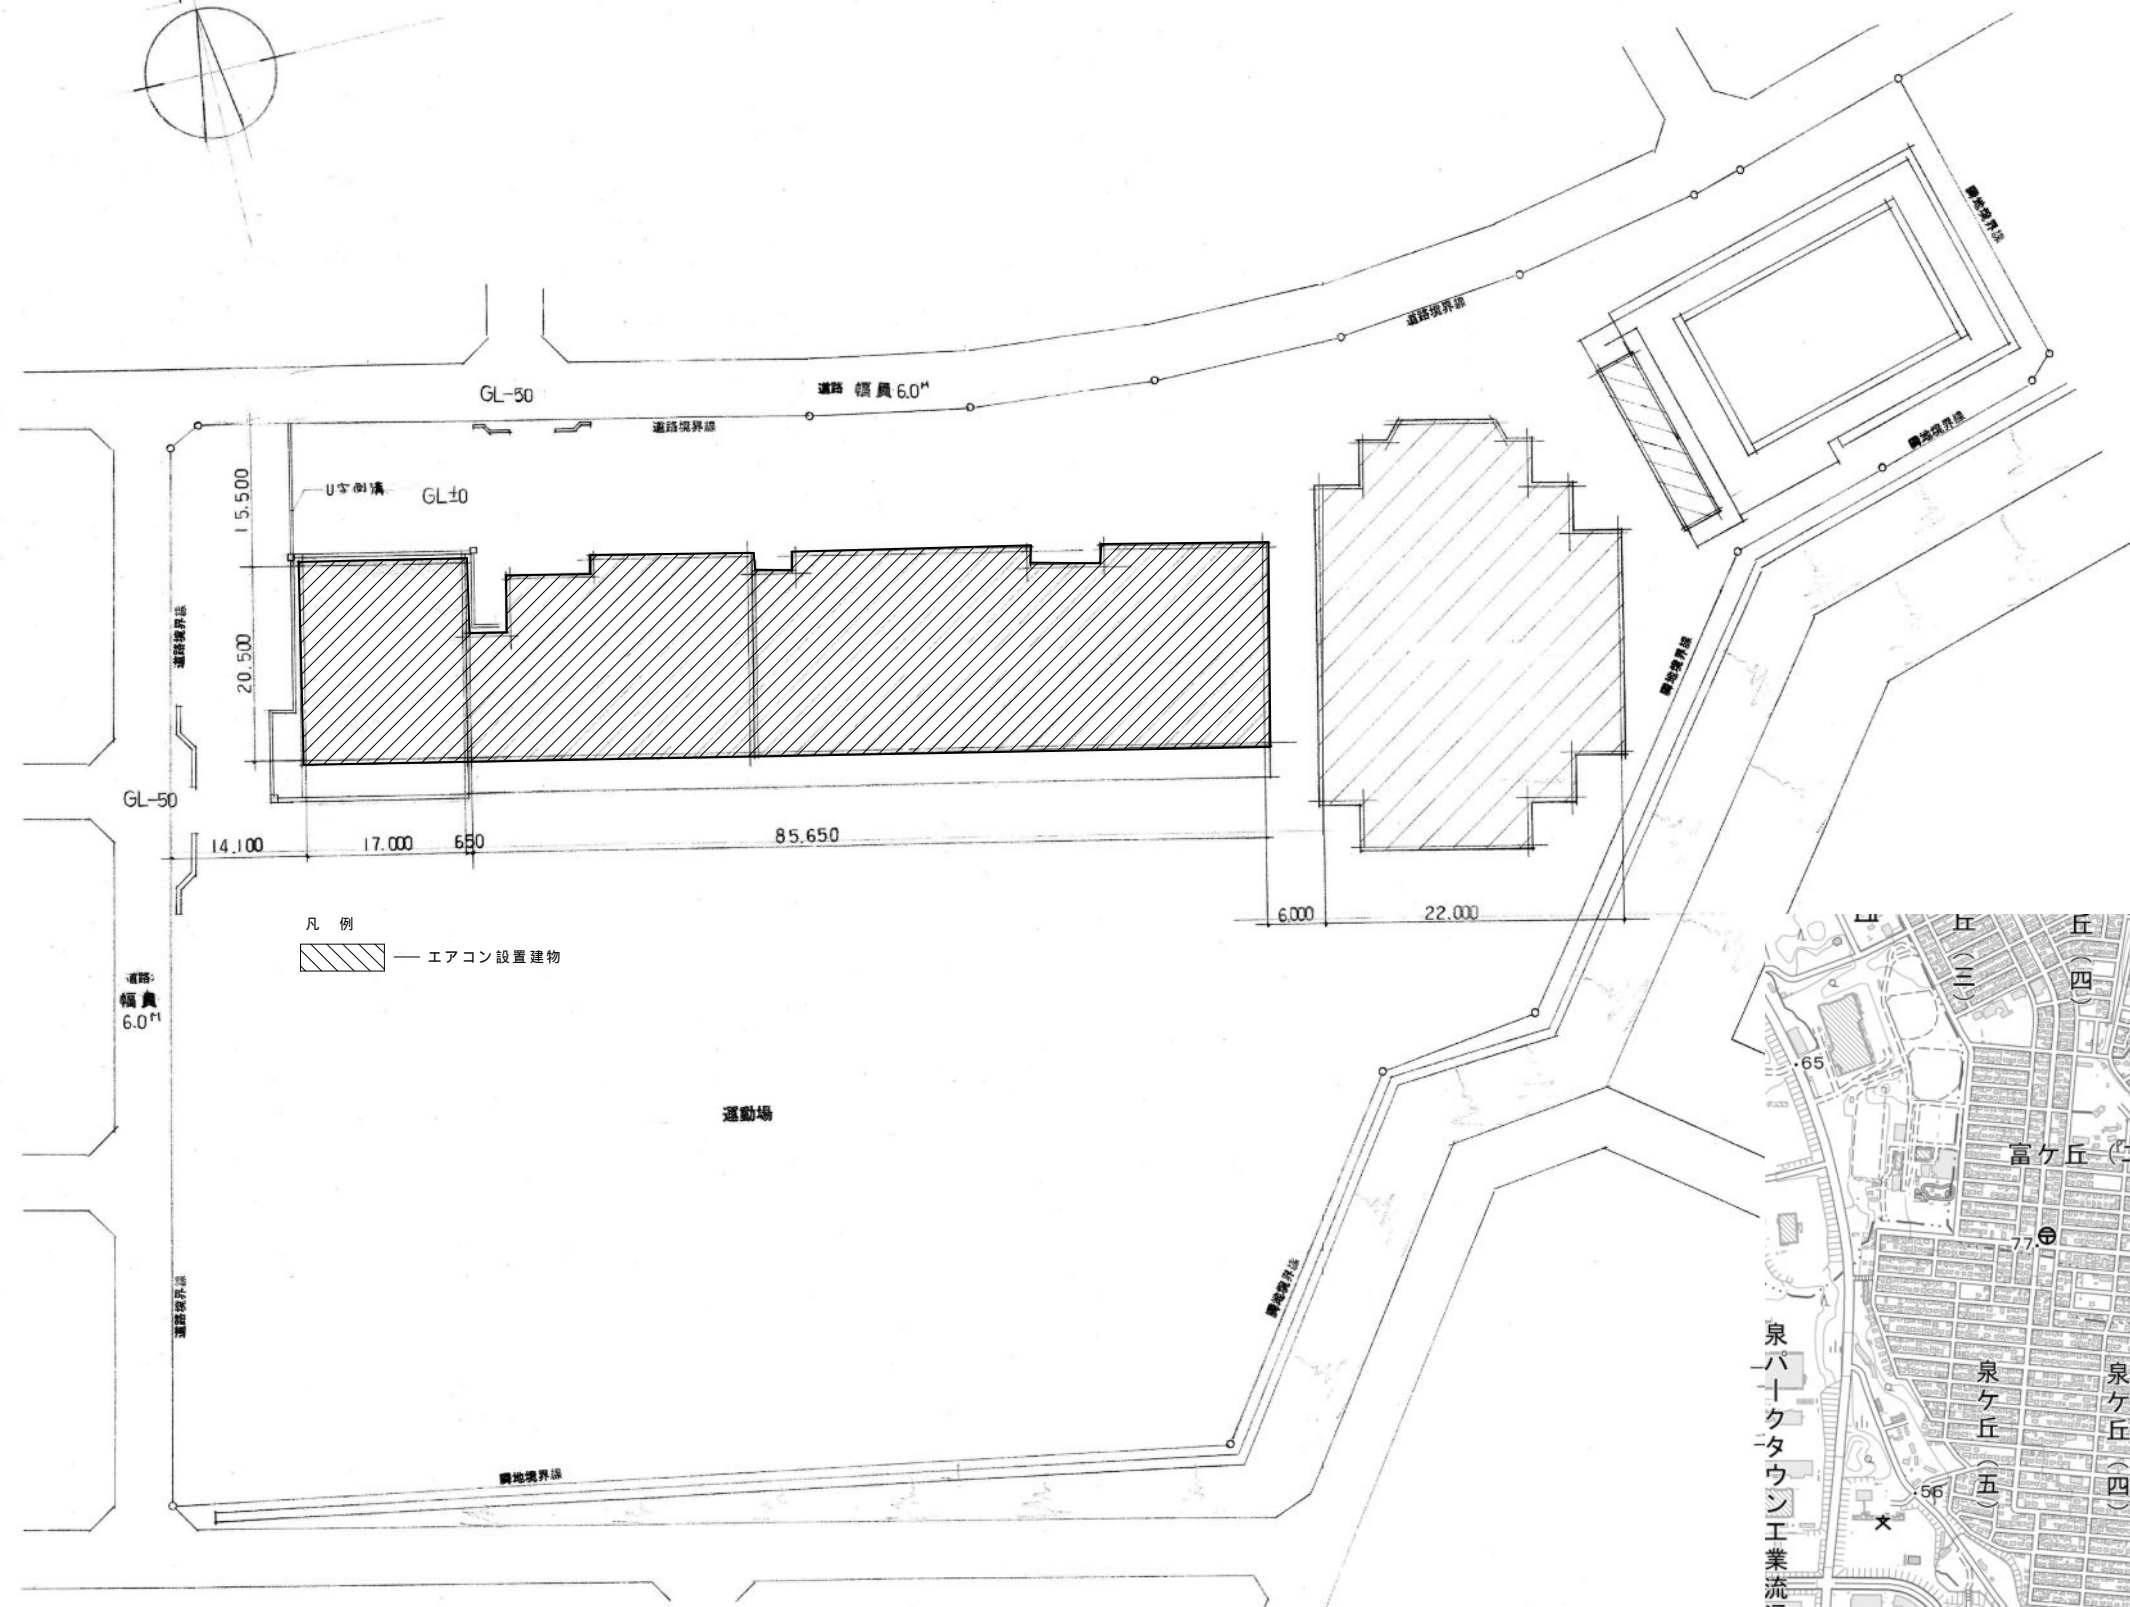 隣地境界線
道路境界線
GL-50
道路 幅員 6.0M
道路境界線
隣地境界線
15.500
U字側溝
GL±0
道路境界線
20.500
隣地境界線
GL-50
14.100
17.000
650
85.650
6.000
22.000
凡 例
エアコン設置建物
道路
幅員
6.0M
運動場
道路境界線
隣地境界線
隣地境界線
丘(三)
丘(四)
・65
富ケ丘
77.
泉パークタウン工業流
泉ケ丘(五)
泉ケ丘(四)
・56